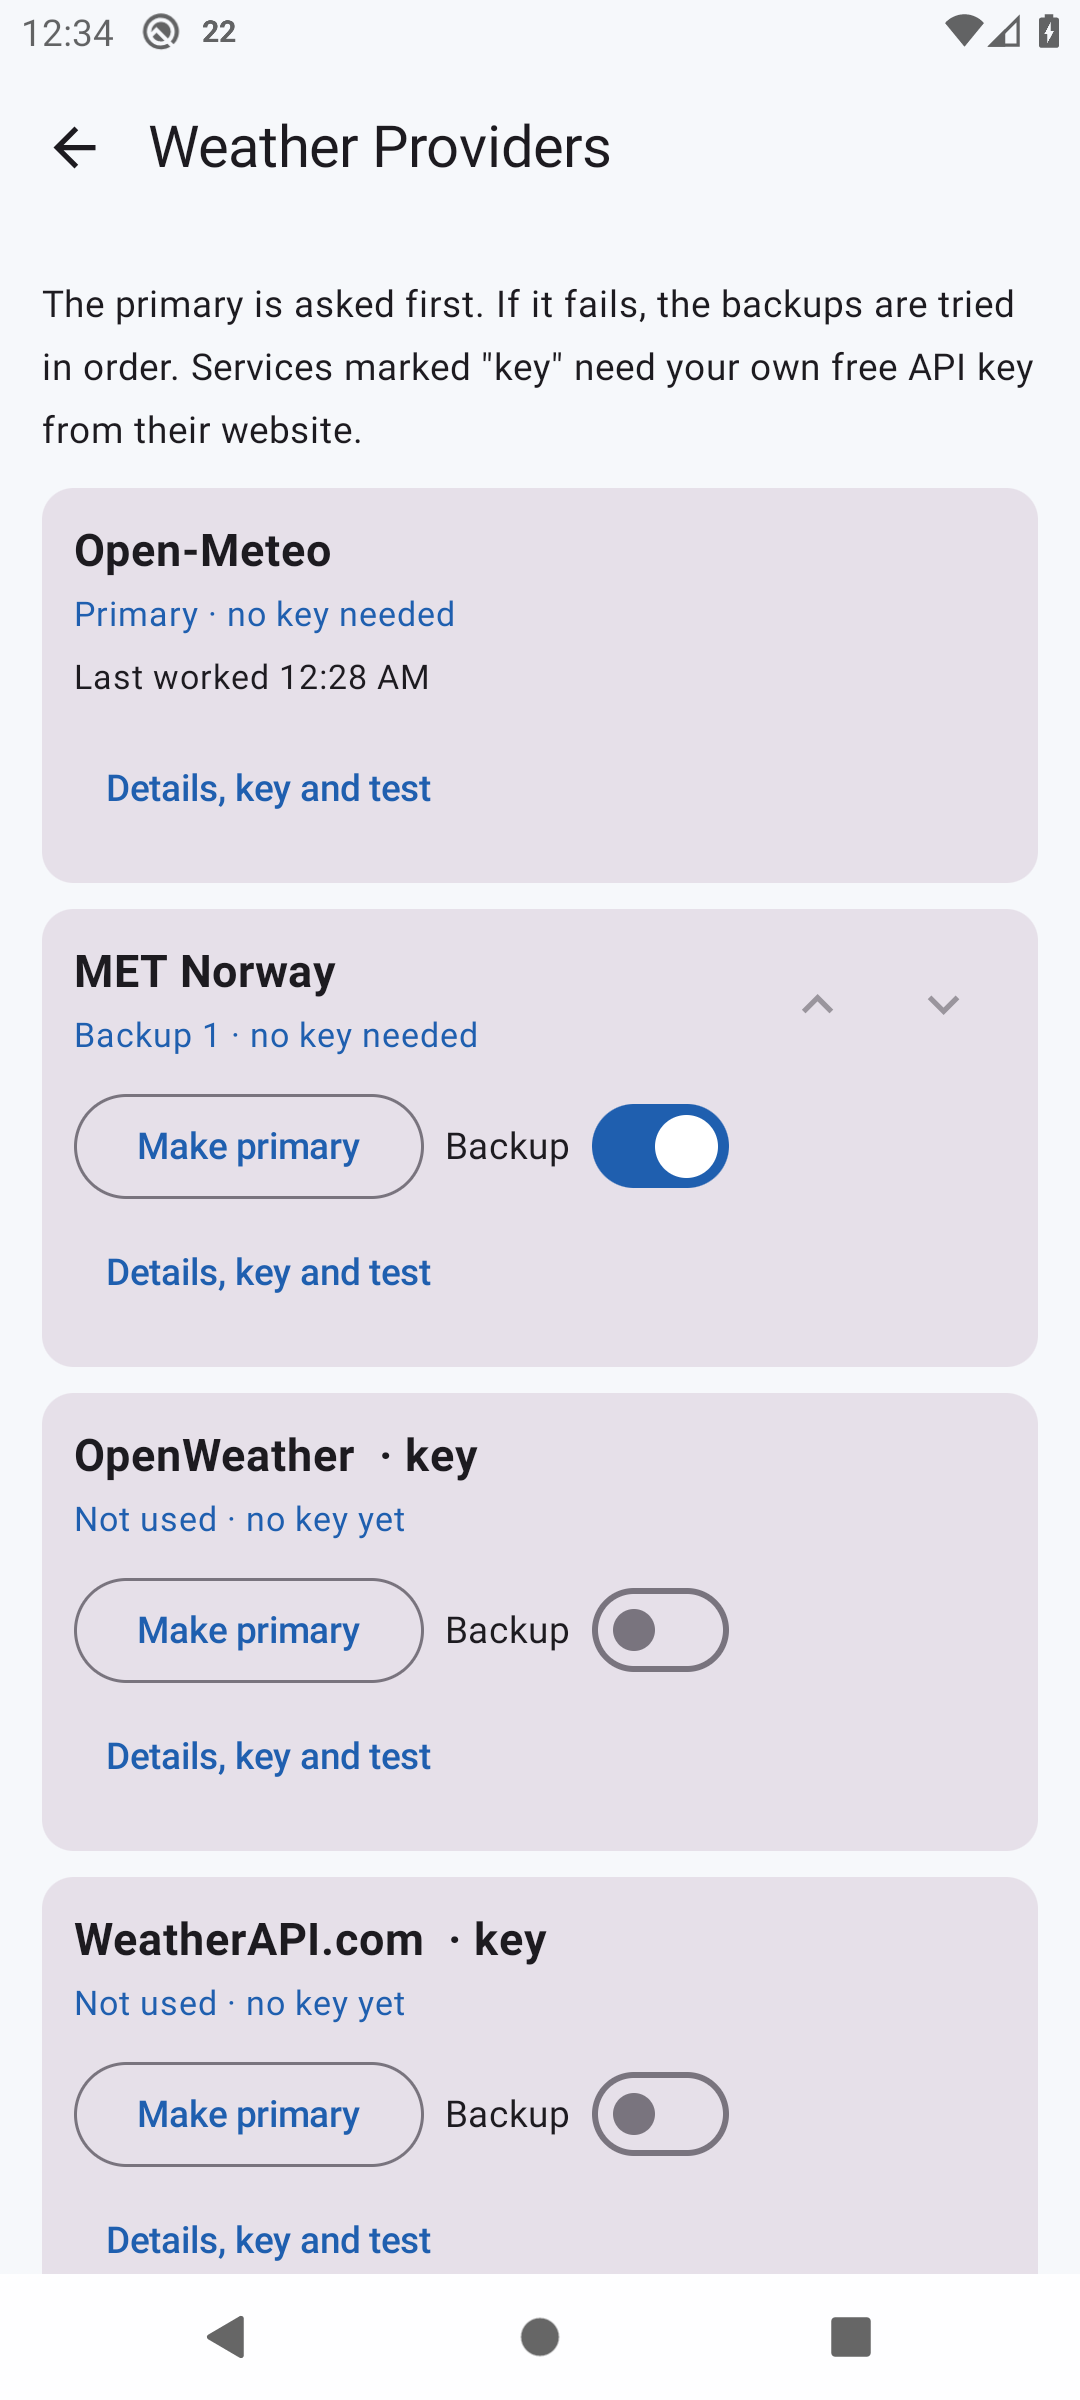 12:34 22
Weather Providers
The primary is asked first. If it fails, the backups are tried
in order. Services marked "key" need your own free API key
from their website.
Open-Meteo
Primary · no key needed
Last worked 12:28 AM
Details, key and test
MET Norway
Backup 1 · no key needed
Make primary Backup
Details, key and test
OpenWeather · key
Not used · no key yet
Make primary Backup
Details, key and test
WeatherAPI.com · key
Not used · no key yet
Make primary Backup
Details, key and test